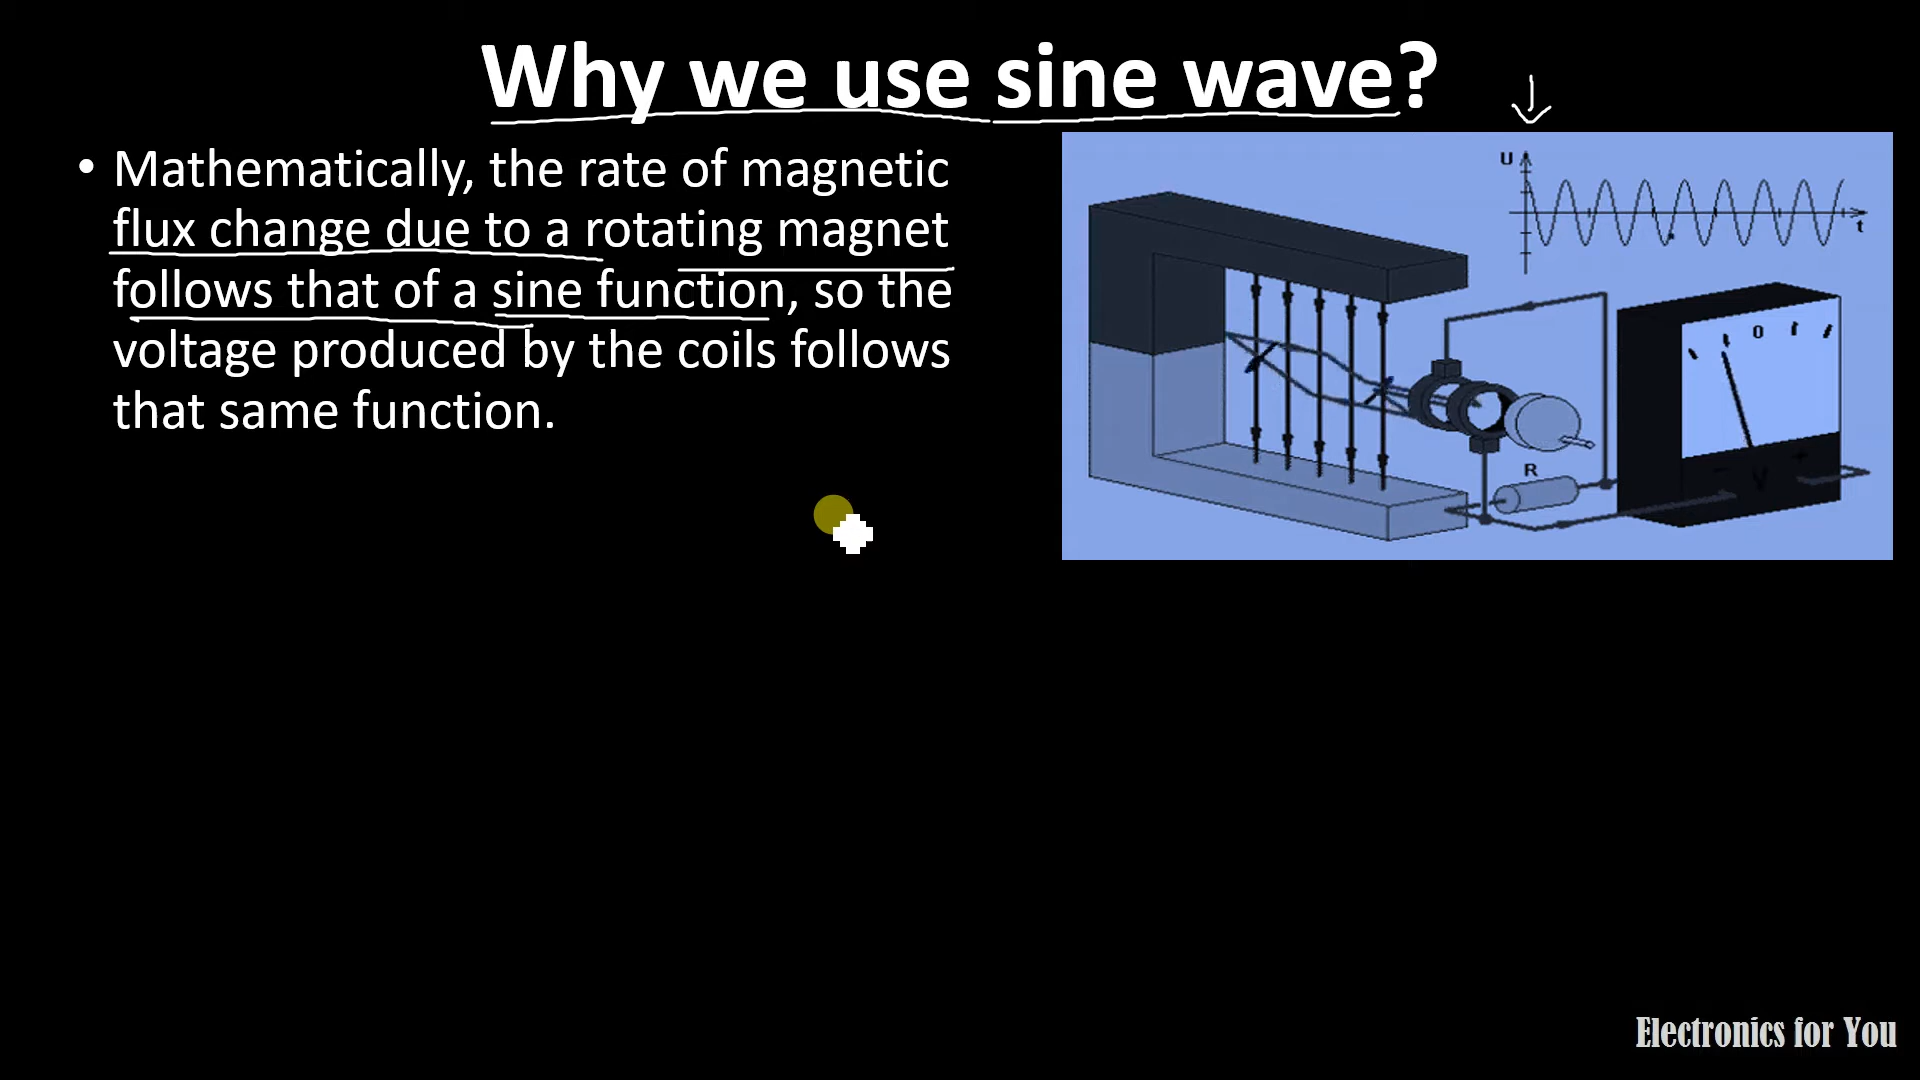 Why we use sine wave?
• Mathematically, the rate of magnetic
flux change due to a rotating magnet
follows that of a sine function, so the
voltage produced by the coils follows
that same function.
U
t
0
R
V
Electronics for You